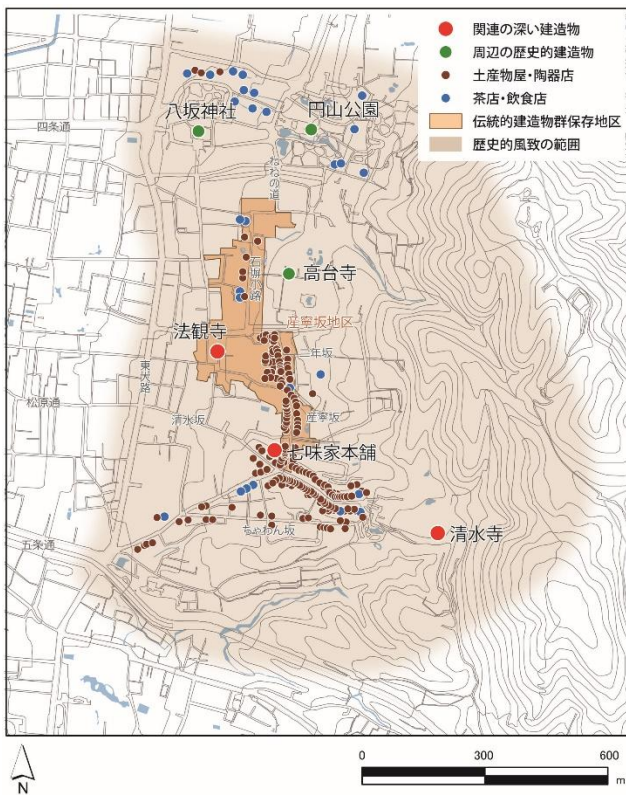 関連の深い建造物
周辺の歴史的建造物
土産物屋・陶器店
茶店・飲食店
伝統的建造物群保存地区
歴史的風致の範囲
八坂神社
円山公園
四条通
ねねの道
石塀小路
高台寺
産寧坂地区
法観寺
二年坂
東大路
松原通
清水坂
産寧坂
七味家本舗
清水寺
ちゃわん坂
五条通
N
0 300 600
m